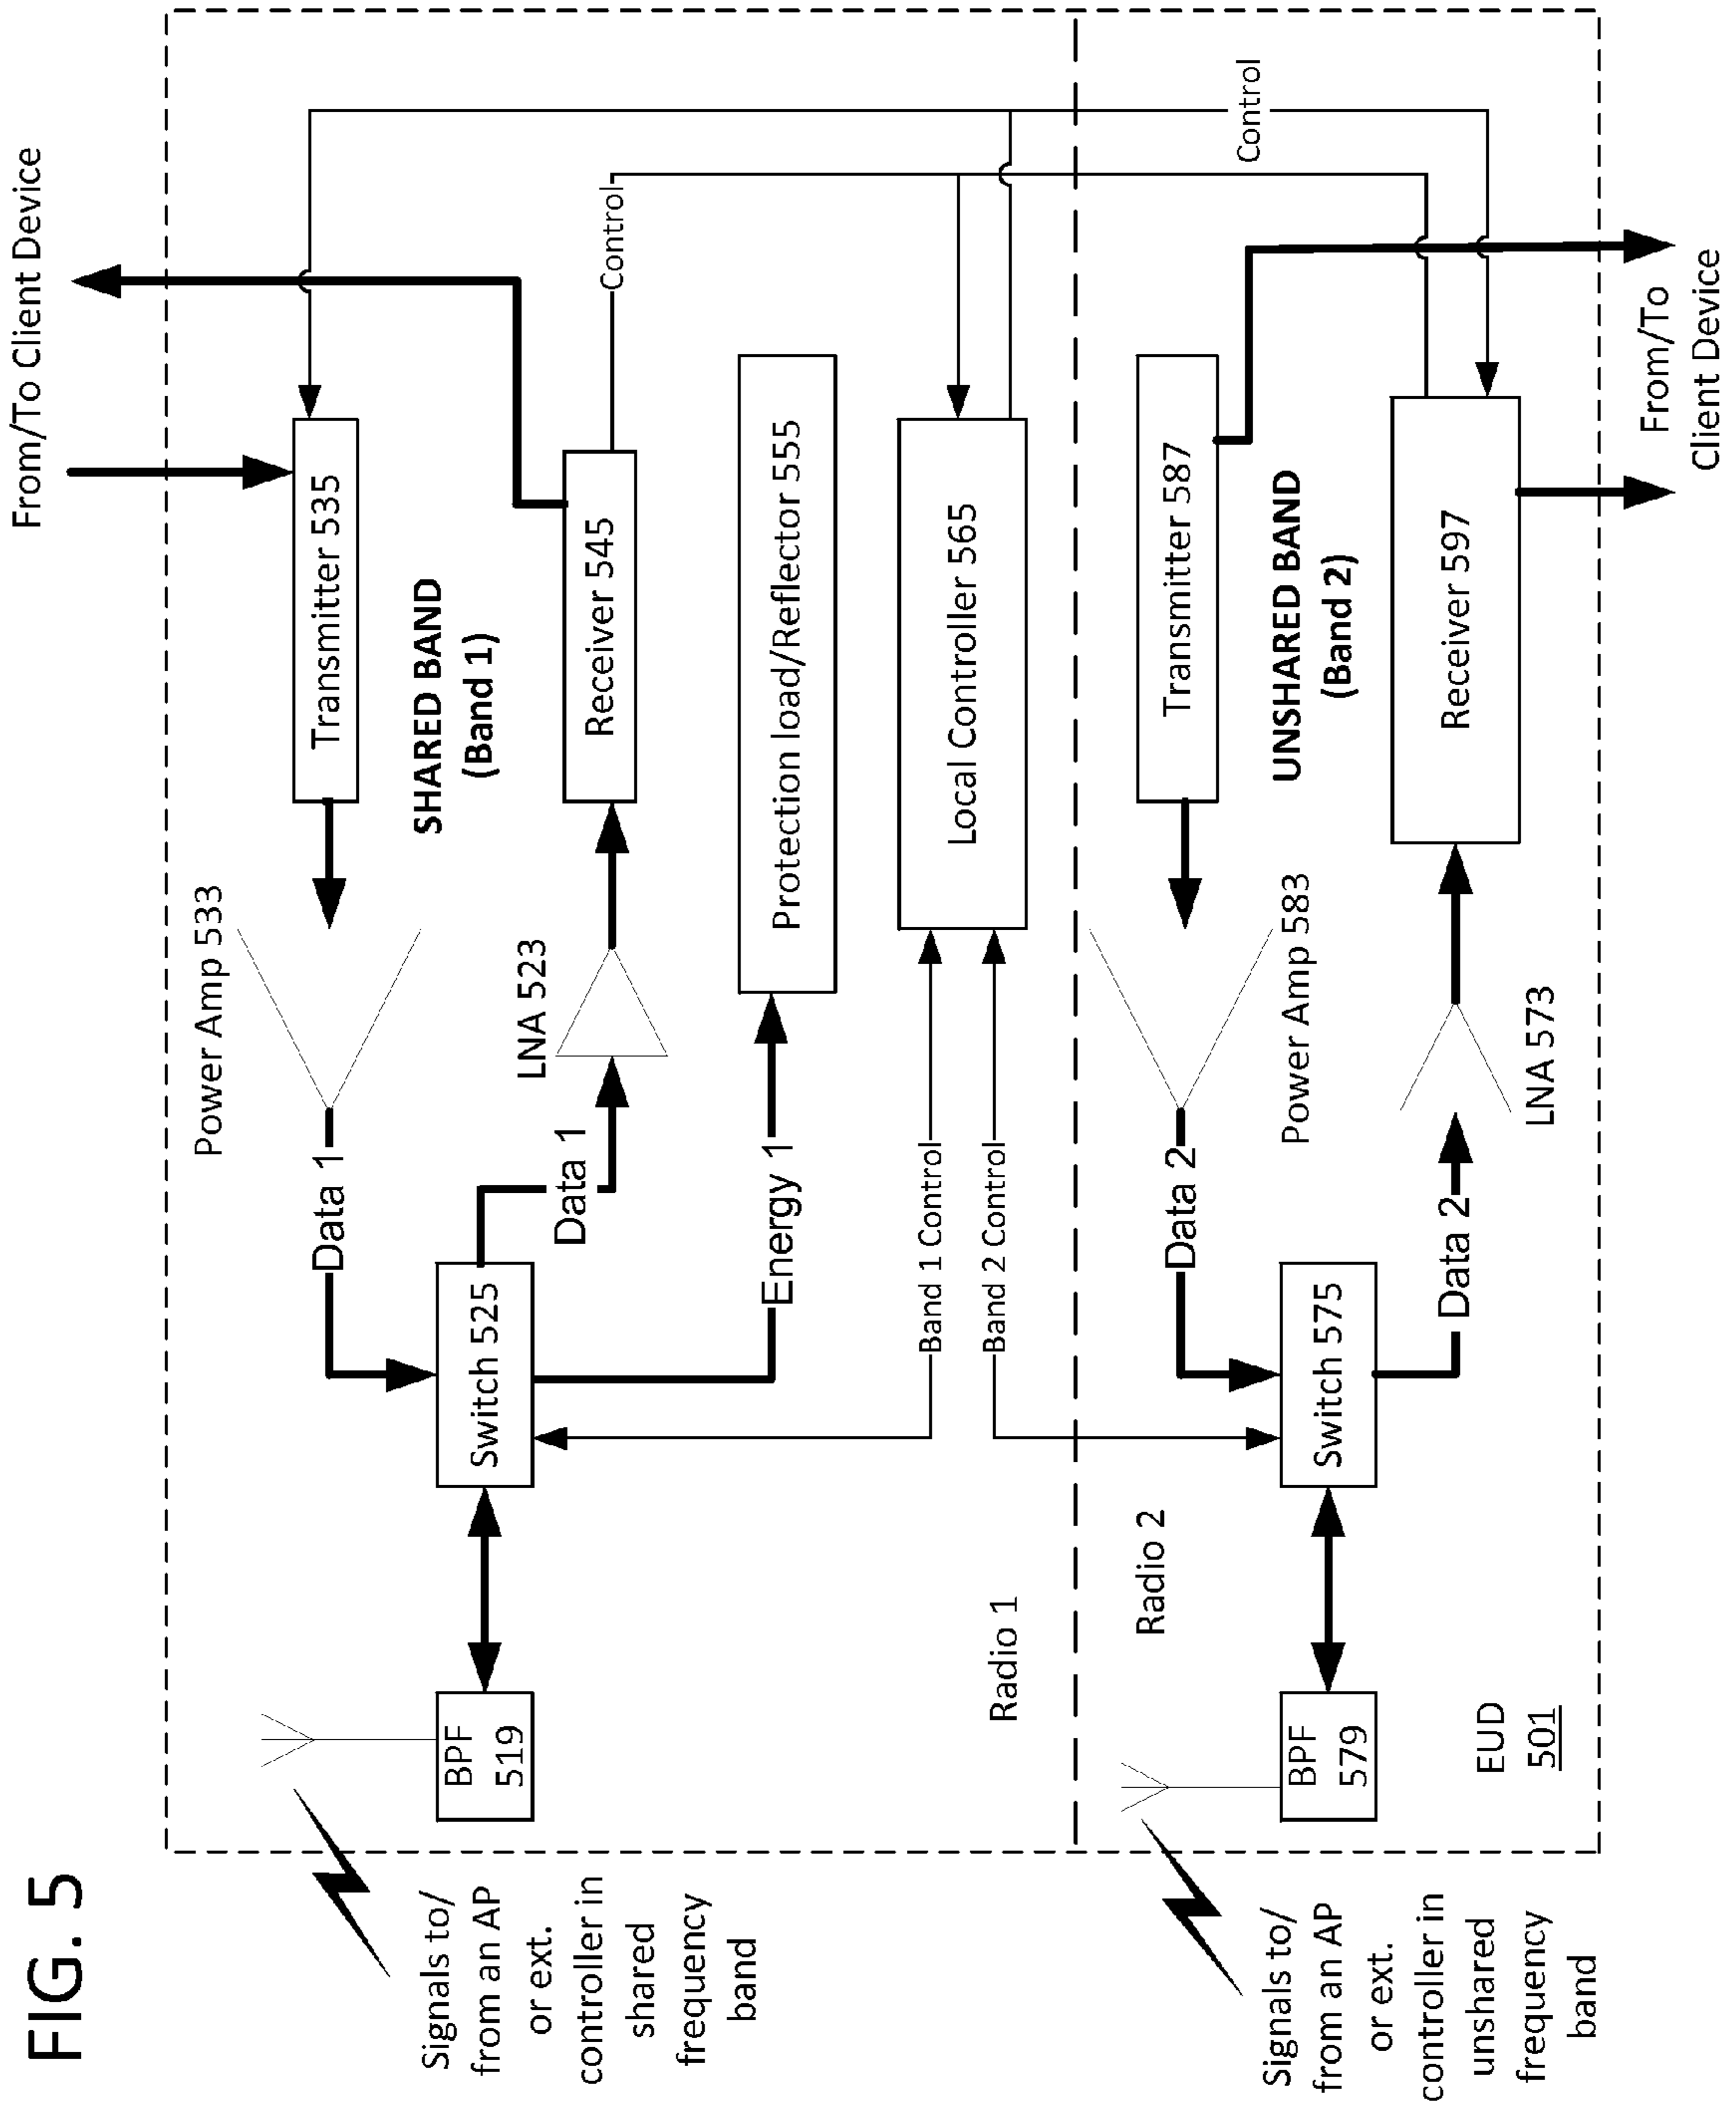 FIG. 5
From/To Client Device
Power Amp 533
Transmitter 535
Data 1
SHARED BAND
(Band 1)
Signals to/
from an AP
or ext.
controller in
shared
frequency
band
BPF
519
Switch 525
Data 1
LNA 523
Receiver 545
Control
Energy 1
Protection load/Reflector 555
Band 1 Control
Band 2 Control
Local Controller 565
Radio 1
Radio 2
Control
Data 2
Transmitter 587
Power Amp 583
UNSHARED BAND
(Band 2)
Signals to/
from an AP
or ext.
controller in
unshared
frequency
band
BPF
579
Switch 575
Data 2
LNA 573
Receiver 597
EUD
501
From/To
Client Device